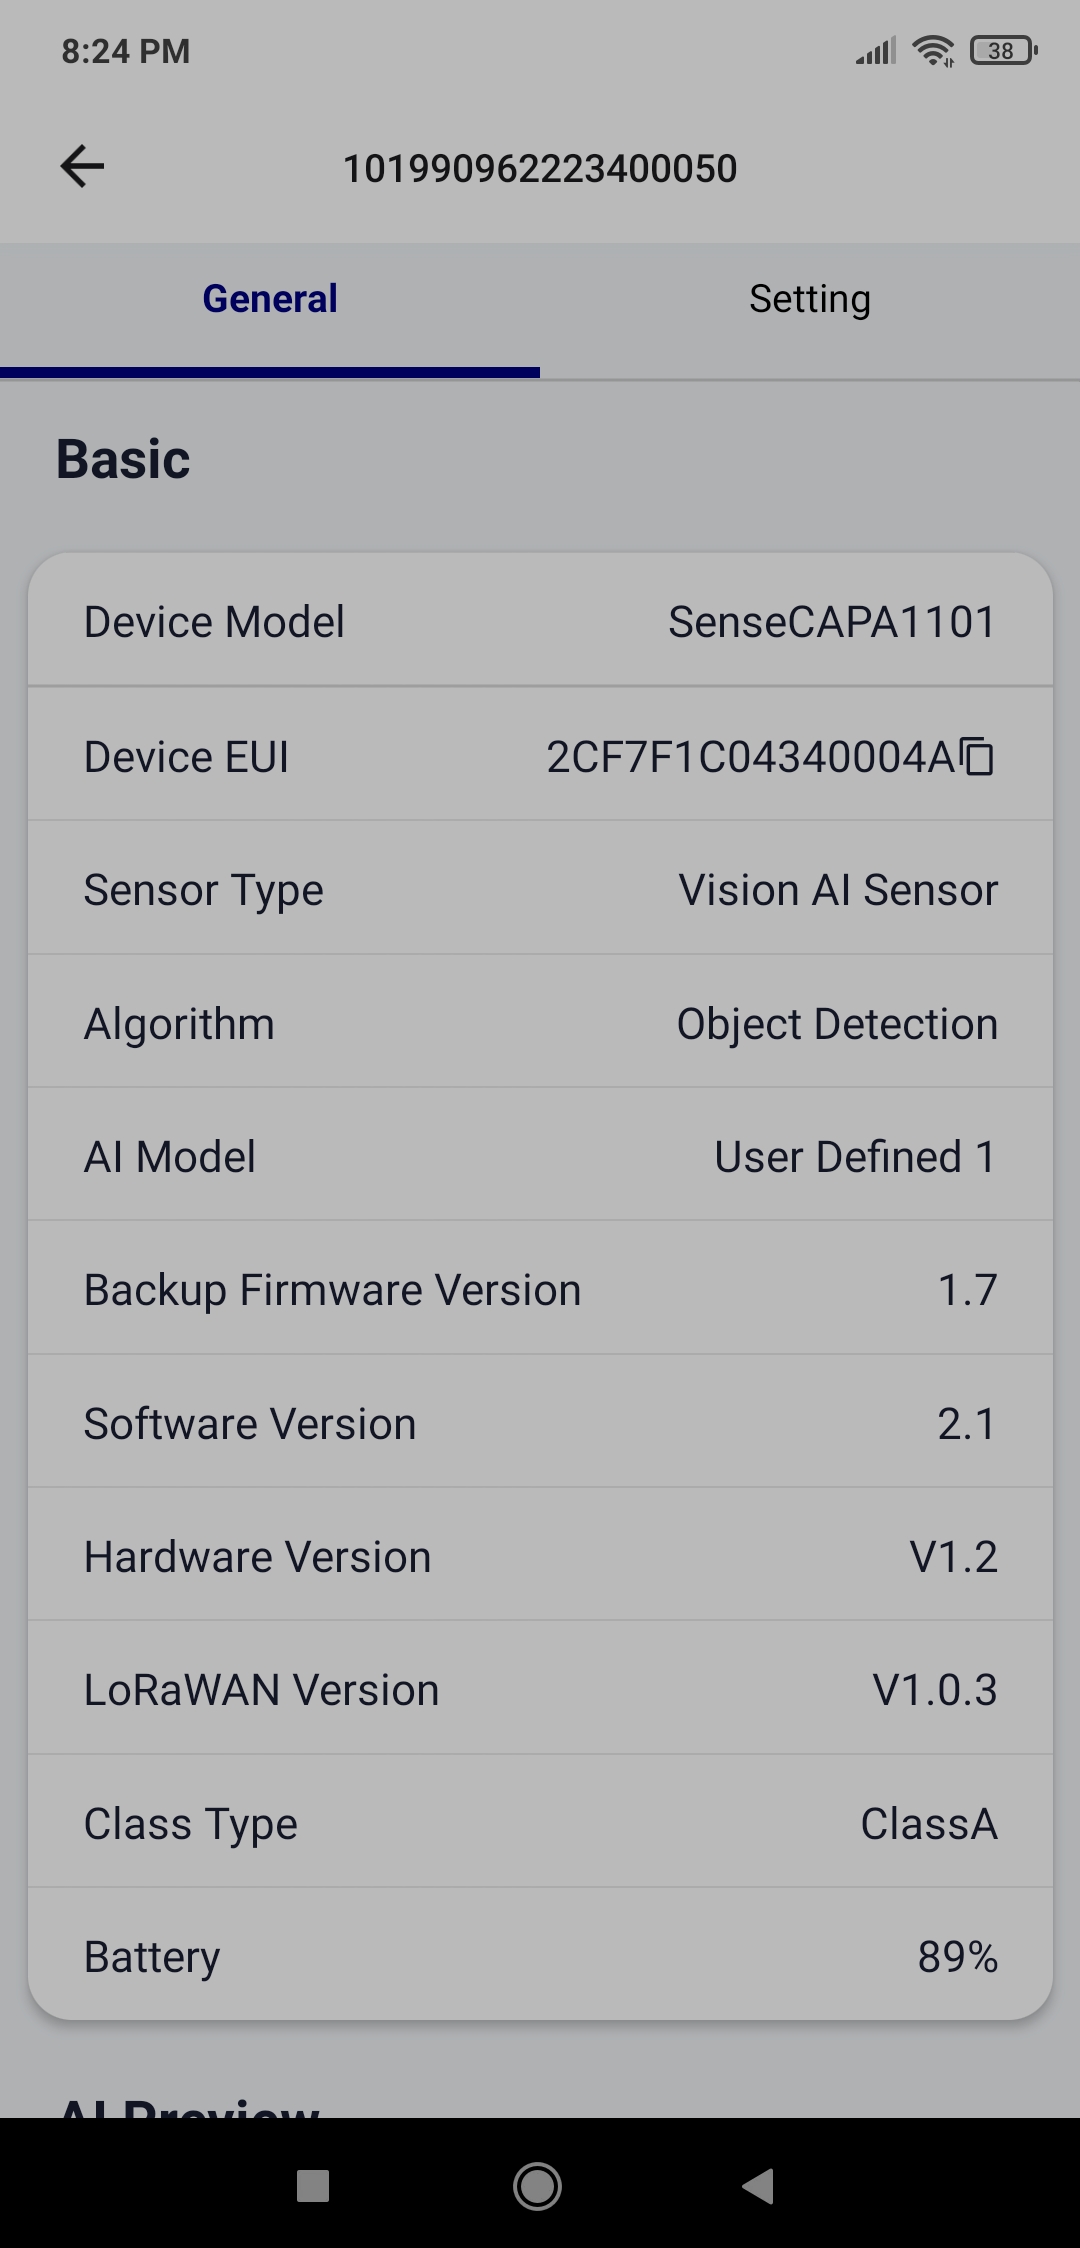 8:24 PM
38
101990962223400050
General
Setting
Basic
Device Model
SenseCAPA1101
Device EUI
2CF7F1C04340004A
Sensor Type
Vision AI Sensor
Algorithm
Object Detection
AI Model
User Defined 1
Backup Firmware Version
1.7
Software Version
2.1
Hardware Version
V1.2
LoRaWAN Version
V1.0.3
Class Type
ClassA
Battery
89%
AI Preview